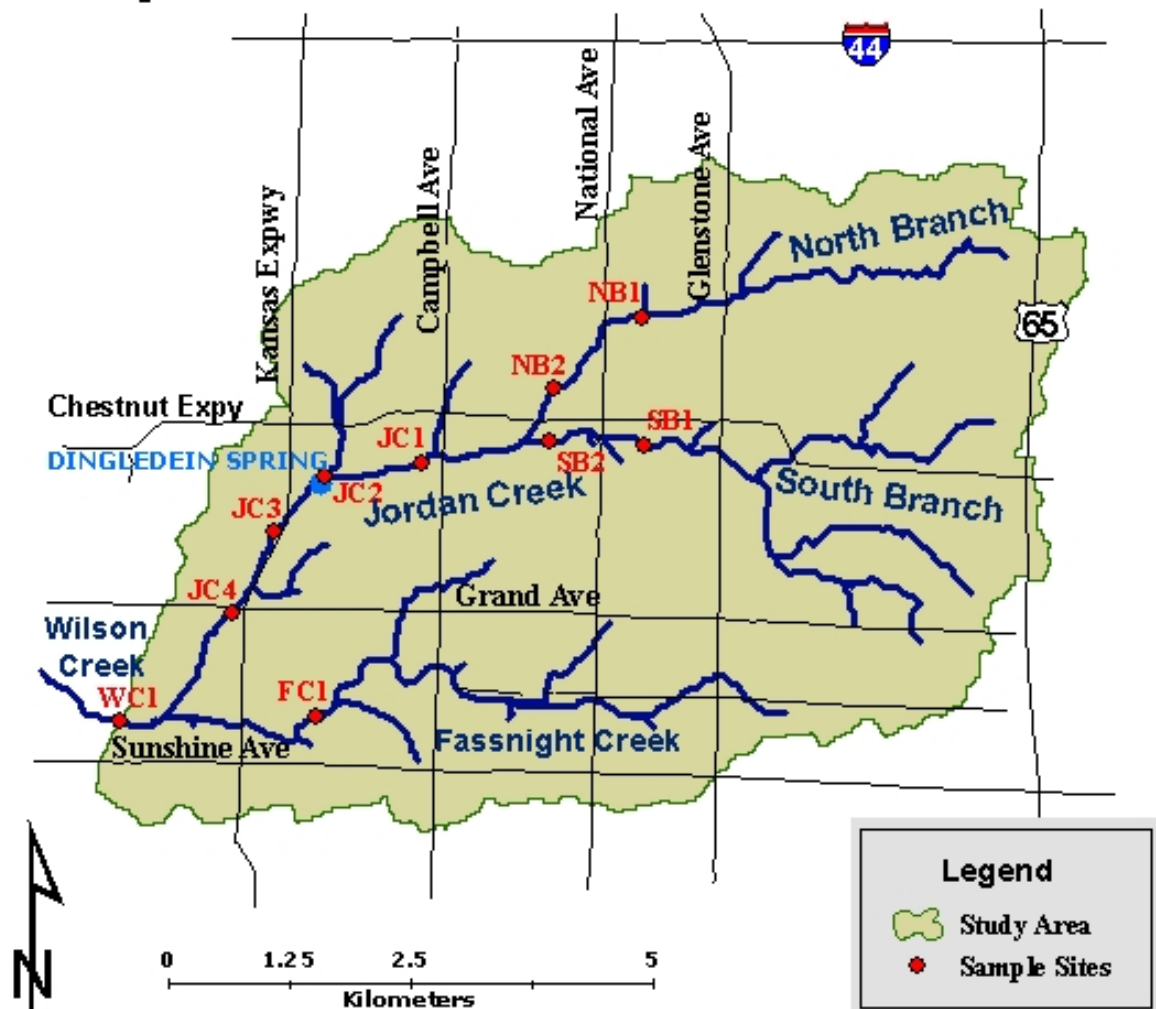 44
National Ave
Glenstone Ave
Campbell Ave
Kansas Expwy
North Branch
NB1
65
NB2
Chestnut Expy
SB1
JC1
DINGLEDEIN SPRING
SB2
JC2
Jordan Creek
South Branch
JC3
JC4
Grand Ave
Wilson
Creek
WC1
FC1
Sunshine Ave
Fassnight Creek
Legend
Study Area
Sample Sites
N
0 1.25 2.5 5
Kilometers